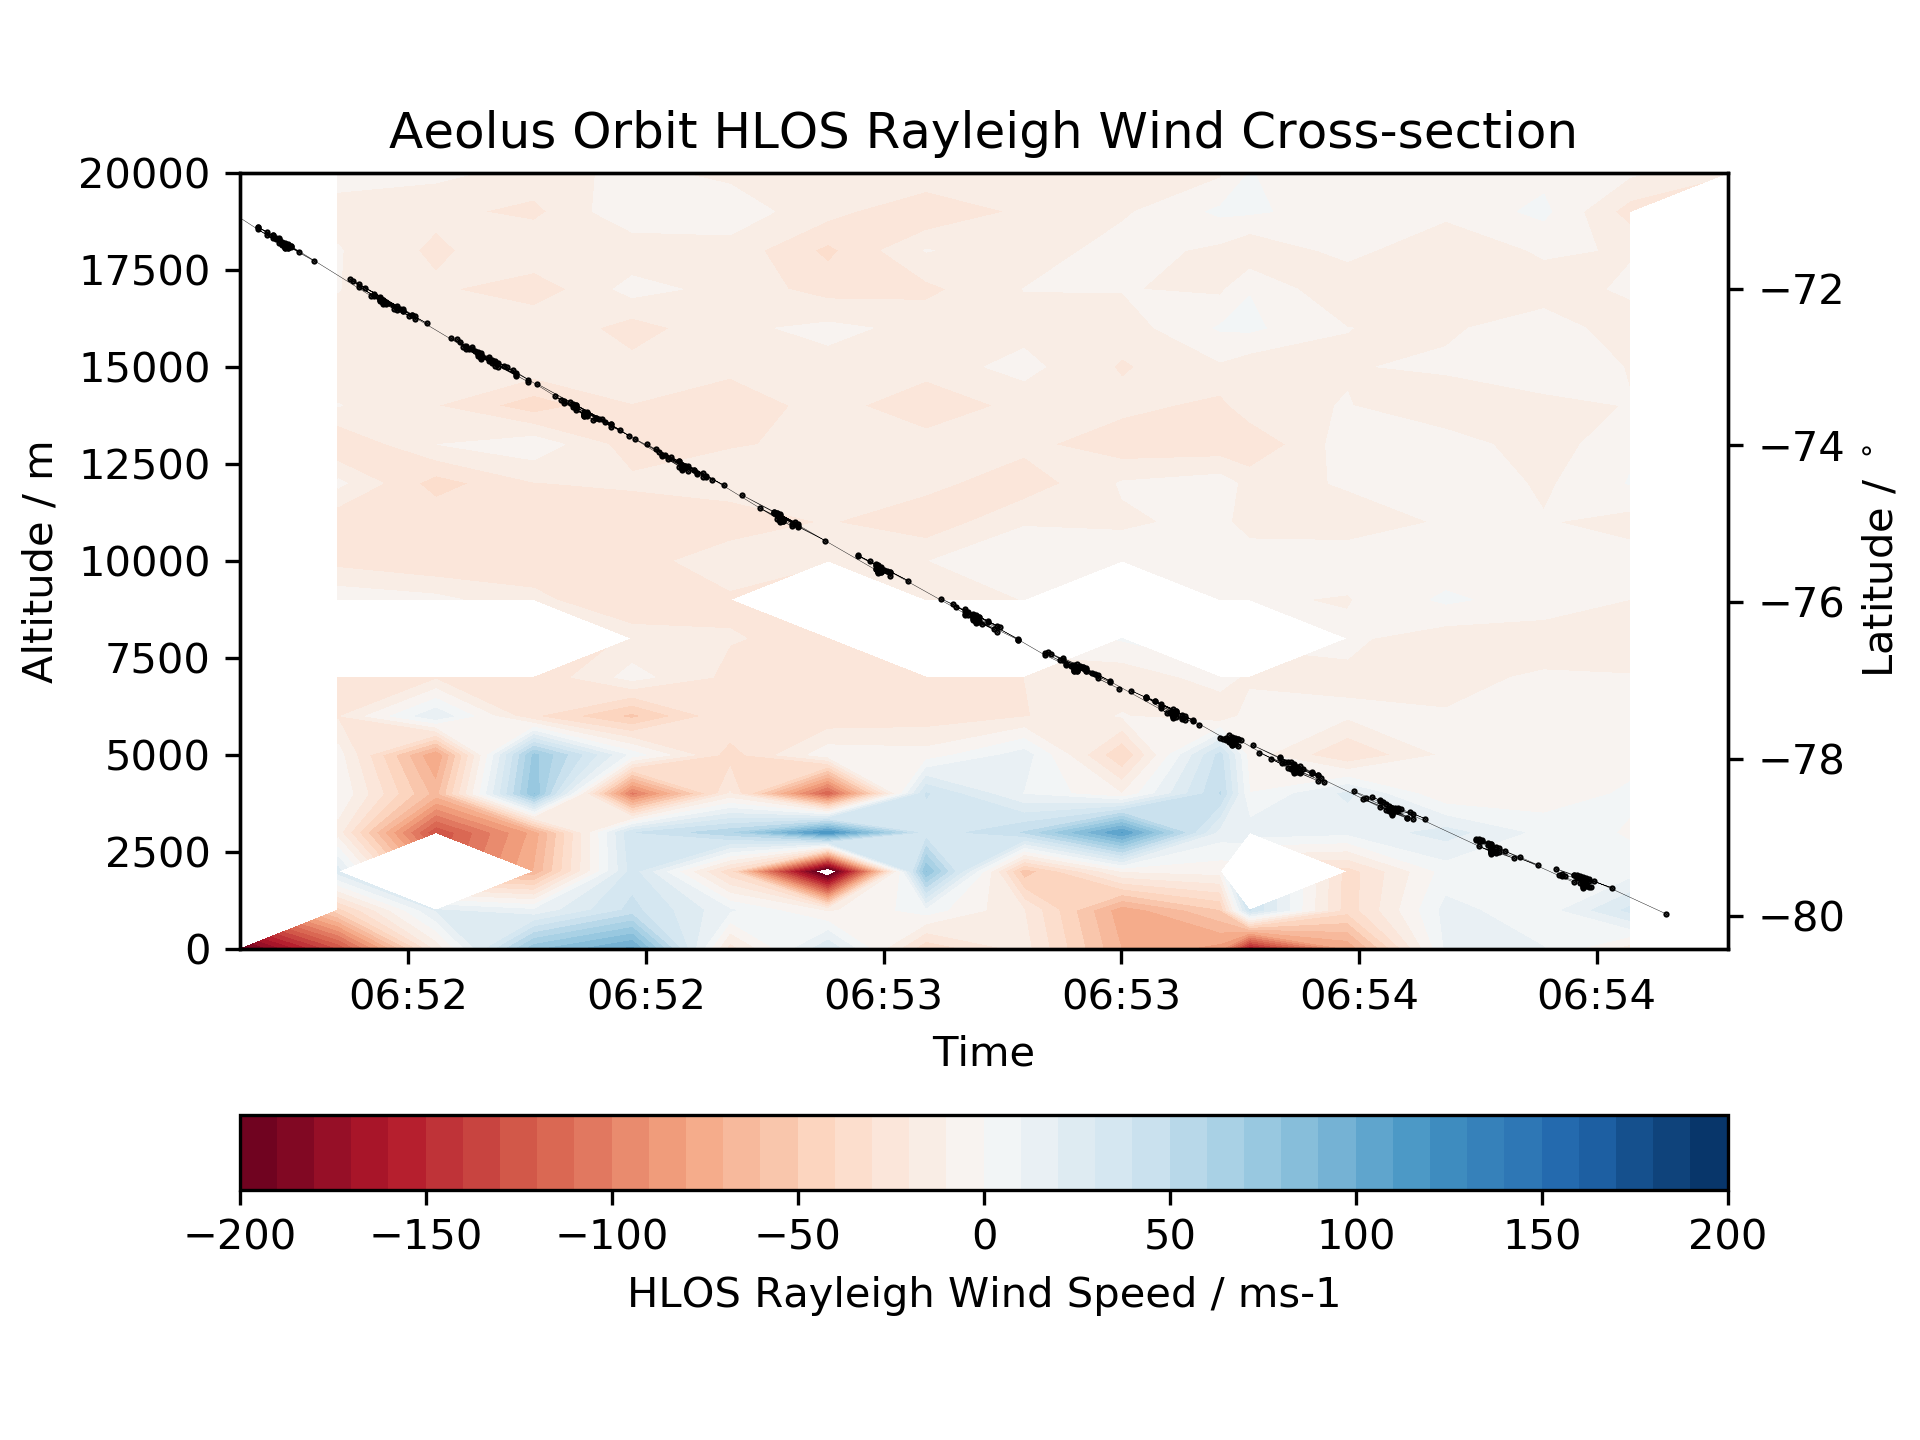 Aeolus Orbit HLOS Rayleigh Wind Cross-section
20000
17500
15000
12500
10000
7500
5000
2500
0
Altitude / m
−72
−74
−76
−78
−80
Latitude / °
06:52 06:52 06:53 06:53 06:54 06:54
Time
−200 −150 −100 −50 0 50 100 150 200
HLOS Rayleigh Wind Speed / ms-1